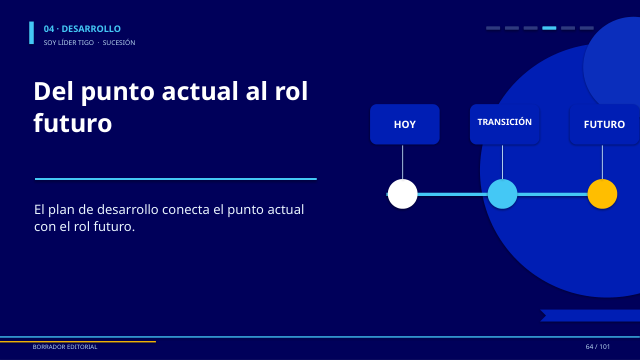 04 · DESARROLLO
SOY LÍDER TIGO · SUCESIÓN
Del punto actual al rol
futuro
HOY
TRANSICIÓN
FUTURO
El plan de desarrollo conecta el punto actual
con el rol futuro.
BORRADOR EDITORIAL
64 / 101